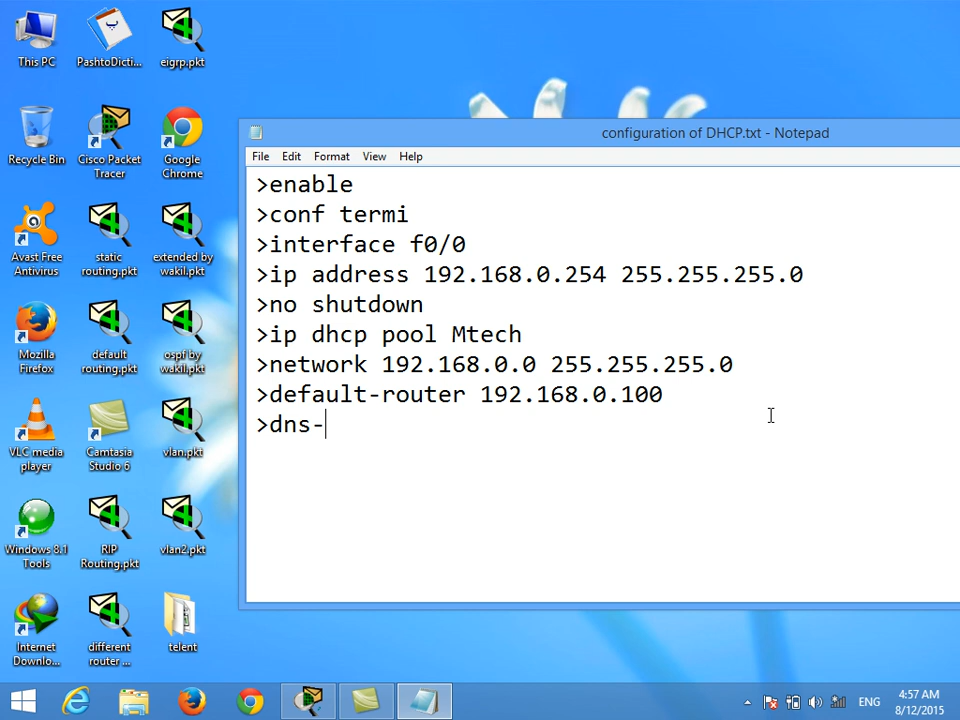 This PC
PashtoDicti...
eigrp.pkt
Recycle Bin
Cisco Packet
Tracer
Google
Chrome
Avast Free
Antivirus
static
routing.pkt
extended by
wakil.pkt
Mozilla
Firefox
default
routing.pkt
ospf by
wakil.pkt
VLC media
player
Camtasia
Studio 6
vlan.pkt
Windows 8.1
Tools
RIP
Routing.pkt
vlan2.pkt
Internet
Downlo...
different
router ...
telent
configuration of DHCP.txt - Notepad
File Edit Format View Help
>enable
>conf termi
>interface f0/0
>ip address 192.168.0.254 255.255.255.0
>no shutdown
>ip dhcp pool Mtech
>network 192.168.0.0 255.255.255.0
>default-router 192.168.0.100
>dns-
ENG
4:57 AM
8/12/2015